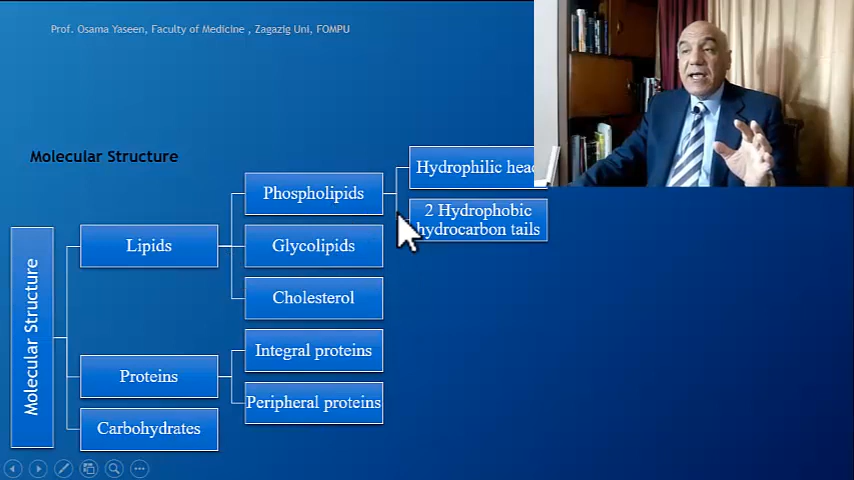 Prof. Osama Yaseen, Faculty of Medicine , Zagazig Uni, FOMPU
Molecular Structure
Molecular Structure
Lipids
Phospholipids
Hydrophilic
2 Hydrophobic
hydrocarbon tails
Glycolipids
Cholesterol
Proteins
Integral proteins
Peripheral proteins
Carbohydrates